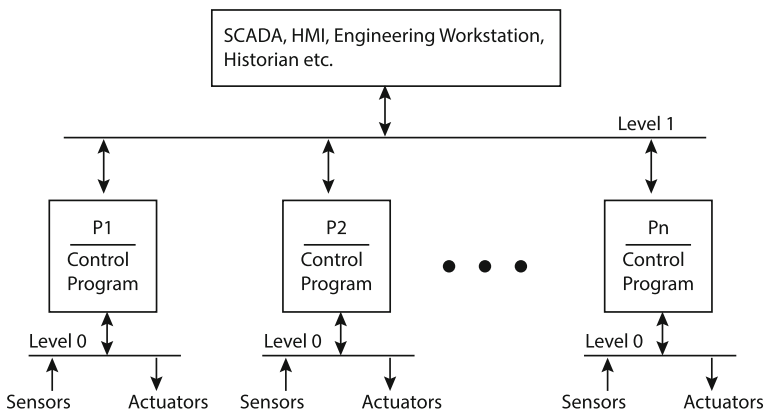 SCADA, HMI, Engineering Workstation,
Historian etc.
Level 1
P1
Control
Program
P2
Control
Program
Pn
Control
Program
Level 0
Level 0
Level 0
Sensors
Actuators
Sensors
Actuators
Sensors
Actuators